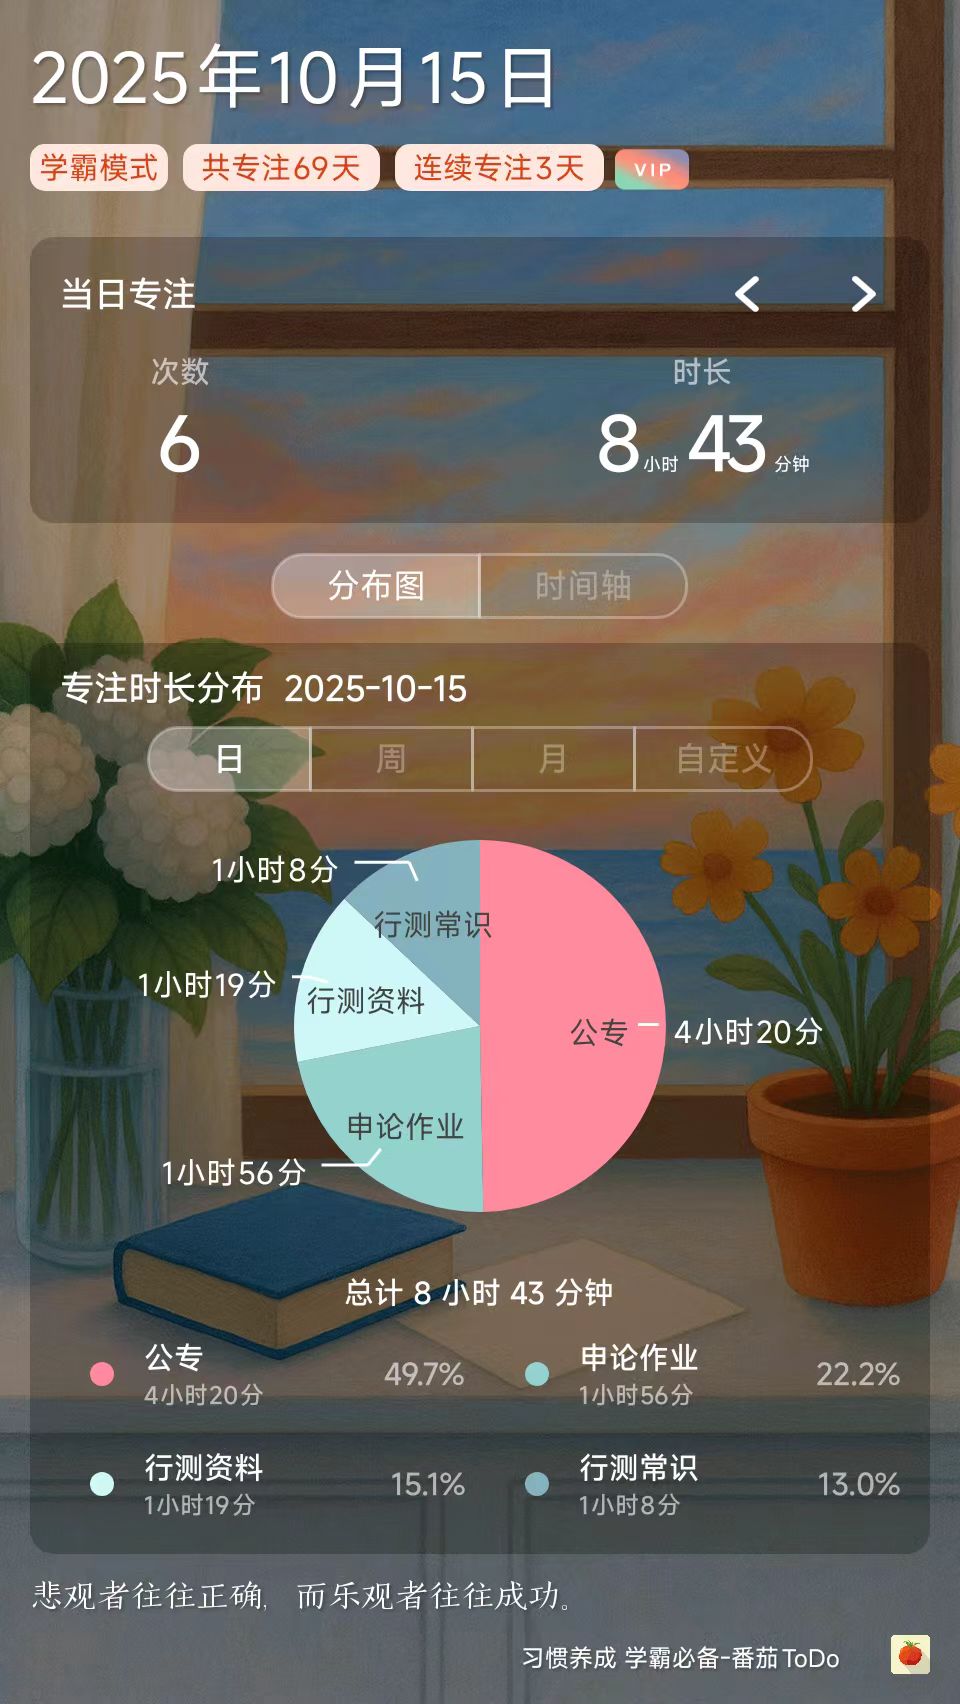 2025年10月15日
学霸模式 共专注69天 连续专注3天 VIP
当日专注
次数 时长
6 8小时43分钟
分布图 时间轴
专注时长分布 2025-10-15
日 周 月 自定义
1小时8分
行测常识
1小时19分
行测资料
公专 4小时20分
申论作业
1小时56分
总计 8 小时 43 分钟
公专 49.7% 申论作业 22.2%
4小时20分 1小时56分
行测资料 15.1% 行测常识 13.0%
1小时19分 1小时8分
悲观者往往正确，而乐观者往往成功。
习惯养成 学霸必备-番茄ToDo